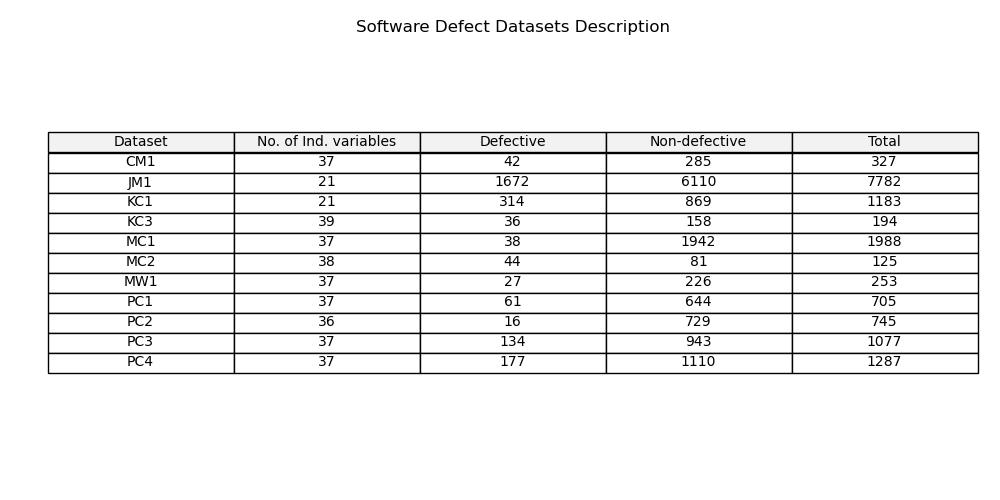 Software Defect Datasets Description
Dataset No. of Ind. variables Defective Non-defective Total
CM1 37 42 285 327
JM1 21 1672 6110 7782
KC1 21 314 869 1183
KC3 39 36 158 194
MC1 37 38 1942 1988
MC2 38 44 81 125
MW1 37 27 226 253
PC1 37 61 644 705
PC2 36 16 729 745
PC3 37 134 943 1077
PC4 37 177 1110 1287